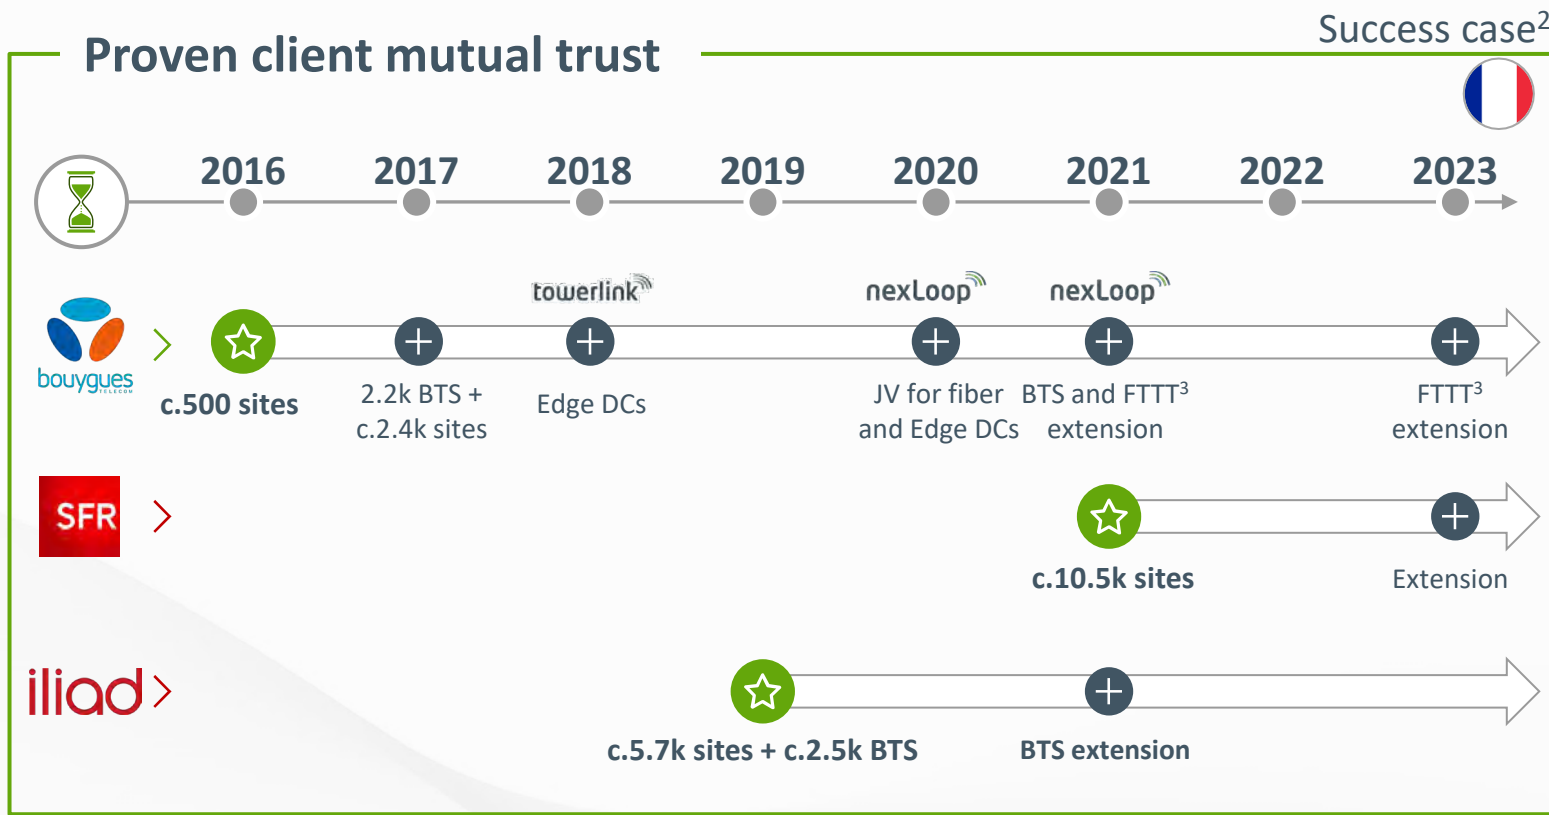 Success case2
Proven client mutual trust
2016 2017 2018 2019 2020 2021 2022 2023
towerlink nexLoop nexLoop
bouygues
TELECOM
c.500 sites
2.2k BTS +
c.2.4k sites
Edge DCs
JV for fiber
and Edge DCs
BTS and FTTT3
extension
FTTT3
extension
SFR
c.10.5k sites
Extension
iliad
c.5.7k sites + c.2.5k BTS
BTS extension